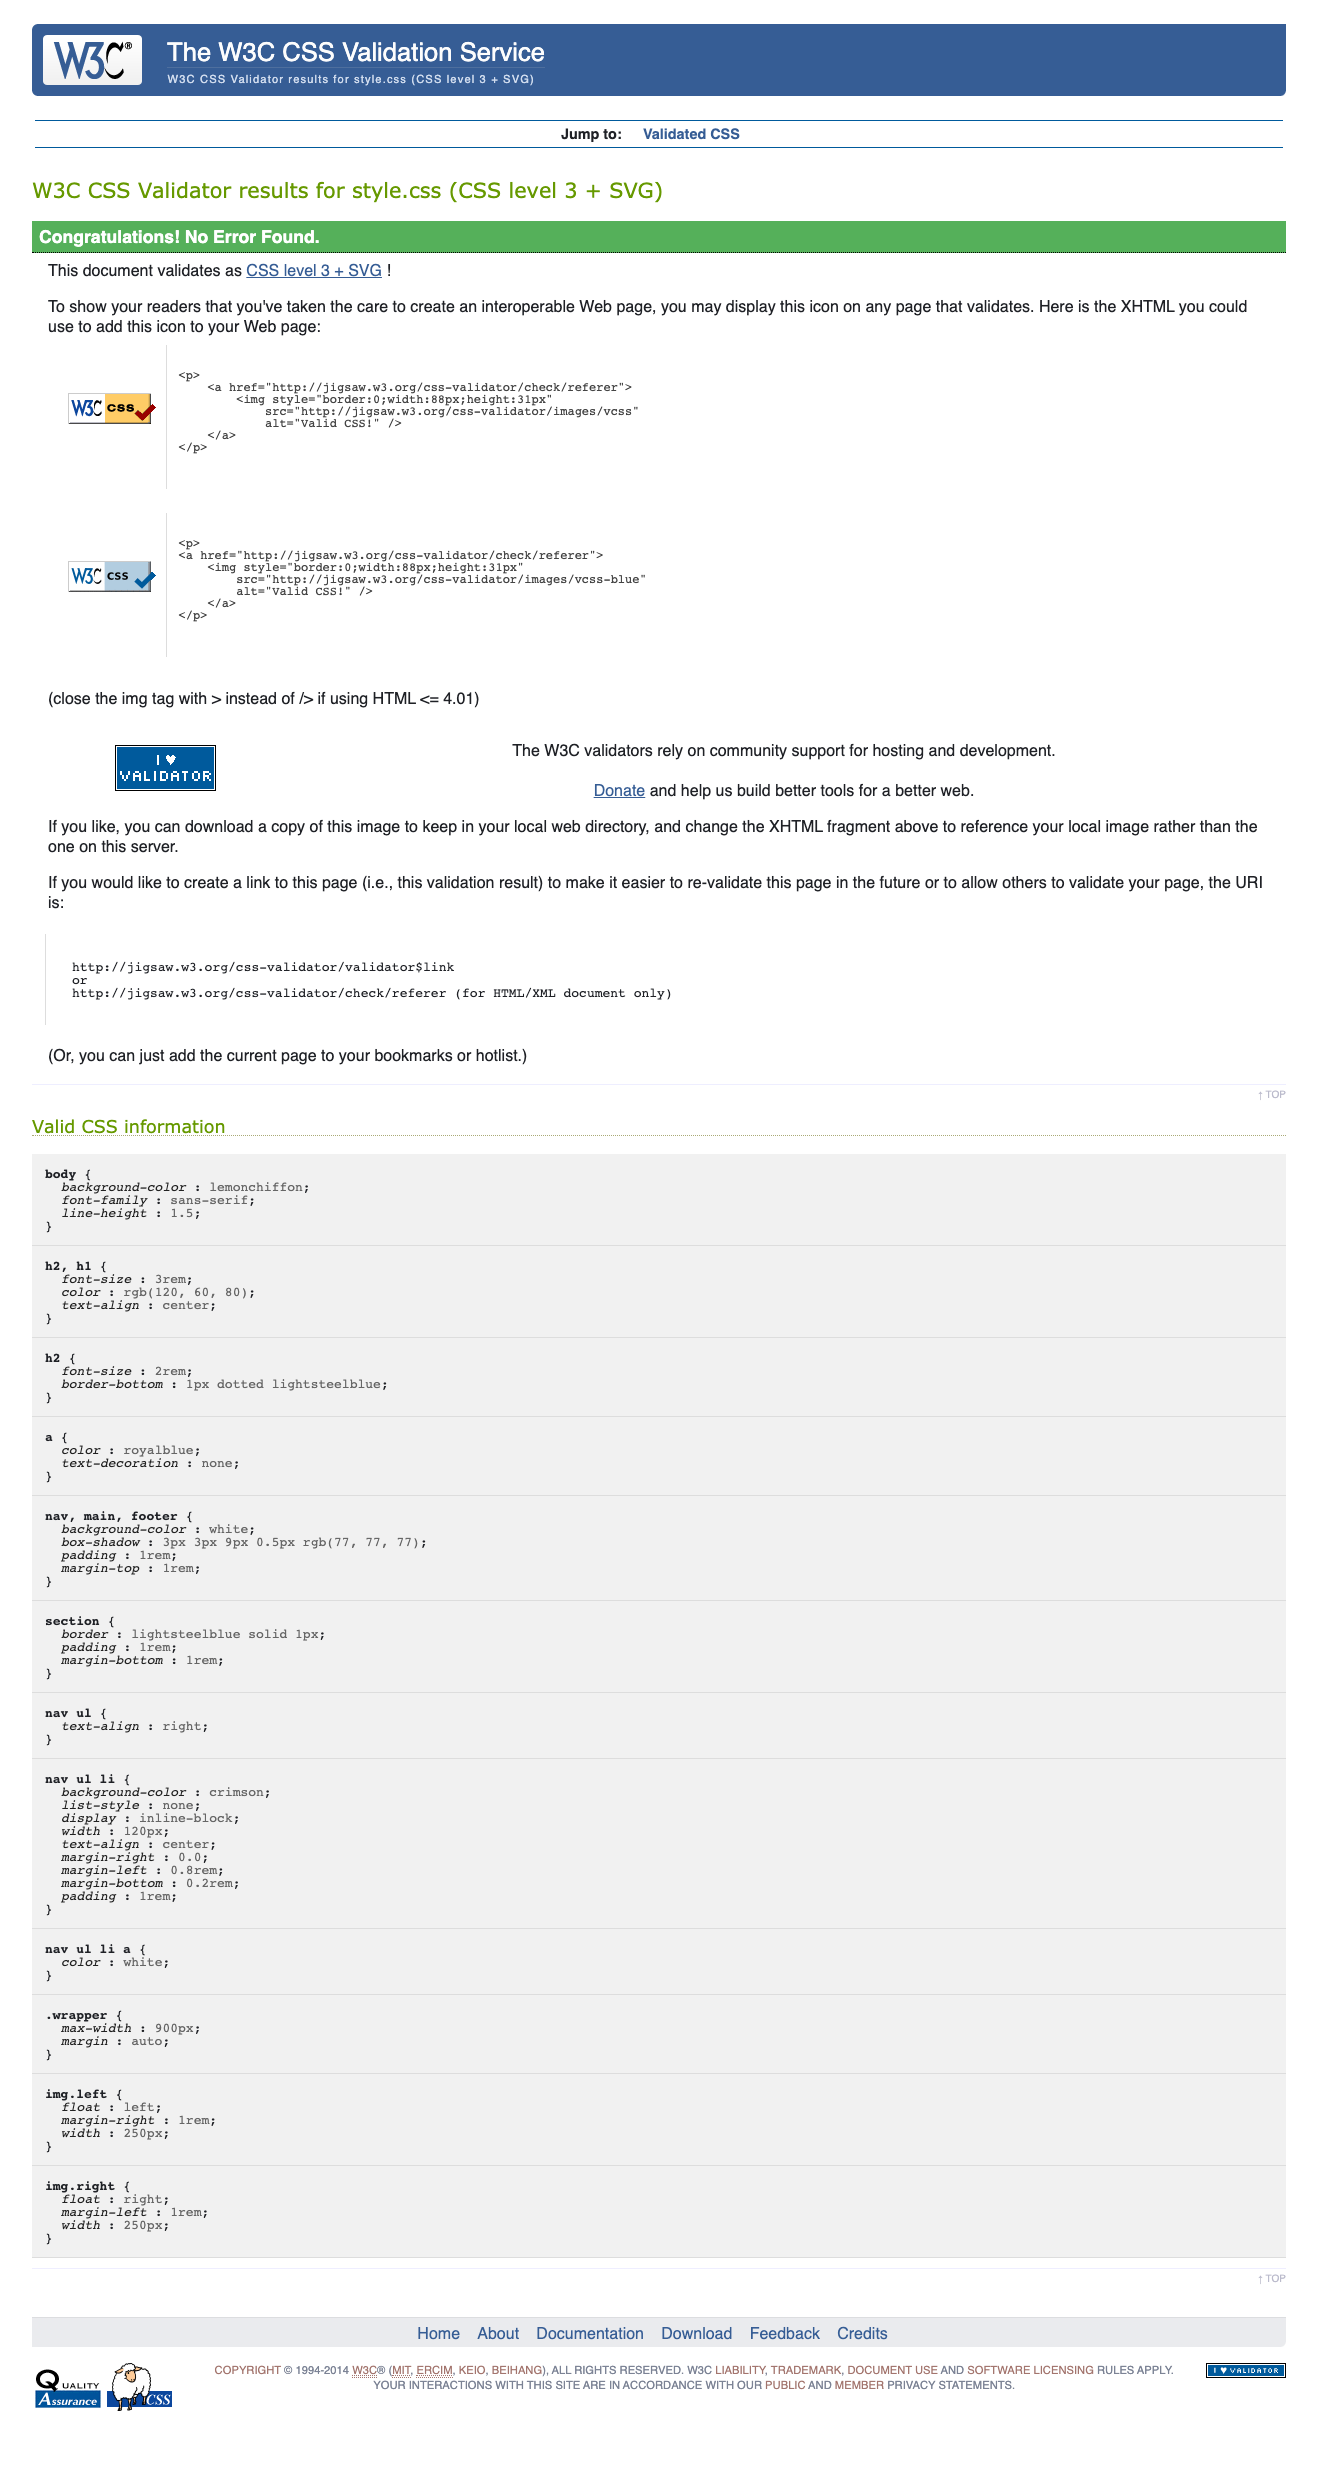 W3C®
The W3C CSS Validation Service
W3C CSS Validator results for style.css (CSS level 3 + SVG)
Jump to: Validated CSS
W3C CSS Validator results for style.css (CSS level 3 + SVG)
Congratulations! No Error Found.
This document validates as CSS level 3 + SVG !
To show your readers that you've taken the care to create an interoperable Web page, you may display this icon on any page that validates. Here is the XHTML you could
use to add this icon to your Web page:
W3C css
<p>
    <a href="http://jigsaw.w3.org/css-validator/check/referer">
        <img style="border:0;width:88px;height:31px"
            src="http://jigsaw.w3.org/css-validator/images/vcss"
            alt="Valid CSS!" />
    </a>
</p>
W3C css
<p>
<a href="http://jigsaw.w3.org/css-validator/check/referer">
    <img style="border:0;width:88px;height:31px"
        src="http://jigsaw.w3.org/css-validator/images/vcss-blue"
        alt="Valid CSS!" />
    </a>
</p>
(close the img tag with > instead of /> if using HTML <= 4.01)
I ♥
VALIDATOR
The W3C validators rely on community support for hosting and development.
Donate and help us build better tools for a better web.
If you like, you can download a copy of this image to keep in your local web directory, and change the XHTML fragment above to reference your local image rather than the
one on this server.
If you would like to create a link to this page (i.e., this validation result) to make it easier to re-validate this page in the future or to allow others to validate your page, the URI
is:
http://jigsaw.w3.org/css-validator/validator$link
or
http://jigsaw.w3.org/css-validator/check/referer (for HTML/XML document only)
(Or, you can just add the current page to your bookmarks or hotlist.)
↑ TOP
Valid CSS information
body {
  background-color : lemonchiffon;
  font-family : sans-serif;
  line-height : 1.5;
}
h2, h1 {
  font-size : 3rem;
  color : rgb(120, 60, 80);
  text-align : center;
}
h2 {
  font-size : 2rem;
  border-bottom : 1px dotted lightsteelblue;
}
a {
  color : royalblue;
  text-decoration : none;
}
nav, main, footer {
  background-color : white;
  box-shadow : 3px 3px 9px 0.5px rgb(77, 77, 77);
  padding : 1rem;
  margin-top : 1rem;
}
section {
  border : lightsteelblue solid 1px;
  padding : 1rem;
  margin-bottom : 1rem;
}
nav ul {
  text-align : right;
}
nav ul li {
  background-color : crimson;
  list-style : none;
  display : inline-block;
  width : 120px;
  text-align : center;
  margin-right : 0.0;
  margin-left : 0.8rem;
  margin-bottom : 0.2rem;
  padding : 1rem;
}
nav ul li a {
  color : white;
}
.wrapper {
  max-width : 900px;
  margin : auto;
}
img.left {
  float : left;
  margin-right : 1rem;
  width : 250px;
}
img.right {
  float : right;
  margin-left : 1rem;
  width : 250px;
}
↑ TOP
Home About Documentation Download Feedback Credits
QUALITY
Assurance
CSS
COPYRIGHT © 1994-2014 W3C® (MIT, ERCIM, KEIO, BEIHANG), ALL RIGHTS RESERVED. W3C LIABILITY, TRADEMARK, DOCUMENT USE AND SOFTWARE LICENSING RULES APPLY.
YOUR INTERACTIONS WITH THIS SITE ARE IN ACCORDANCE WITH OUR PUBLIC AND MEMBER PRIVACY STATEMENTS.
I ♥ VALIDATOR